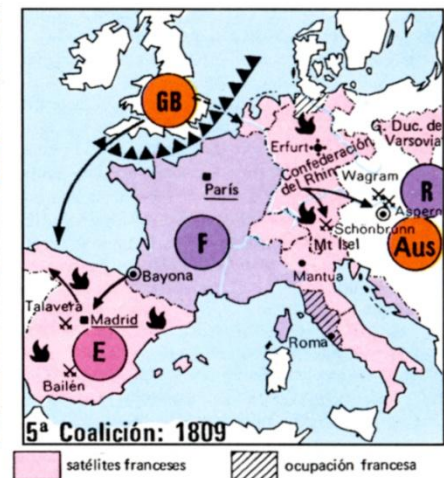 GB
Erfurt
G. Duc. de
Varsovia
Confederación
del Rhin
Wagram
R
París
Aspern
Schönbrunn
Aus
F
Mt Isel
Bayona
Mantua
Talavera
Madrid
Roma
E
Bailén
5ª Coalición: 1809
satélites franceses
ocupación francesa